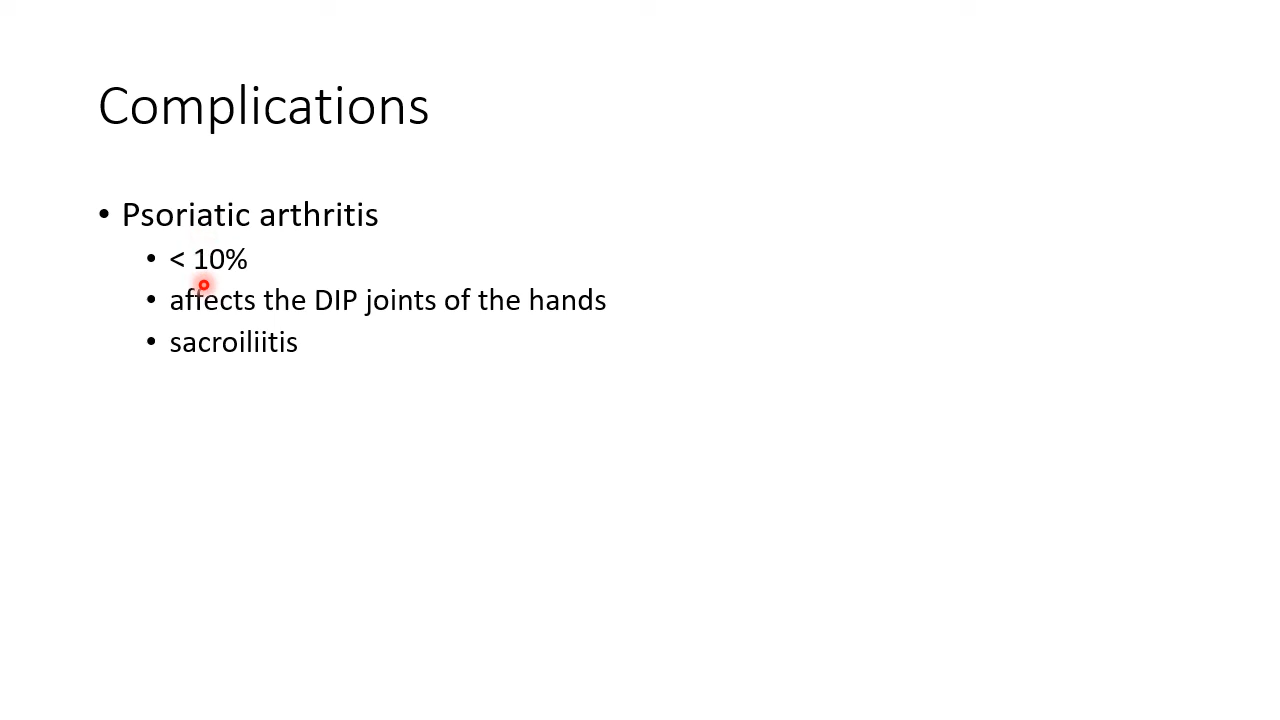 Complications
• Psoriatic arthritis
• < 10%
• affects the DIP joints of the hands
• sacroiliitis